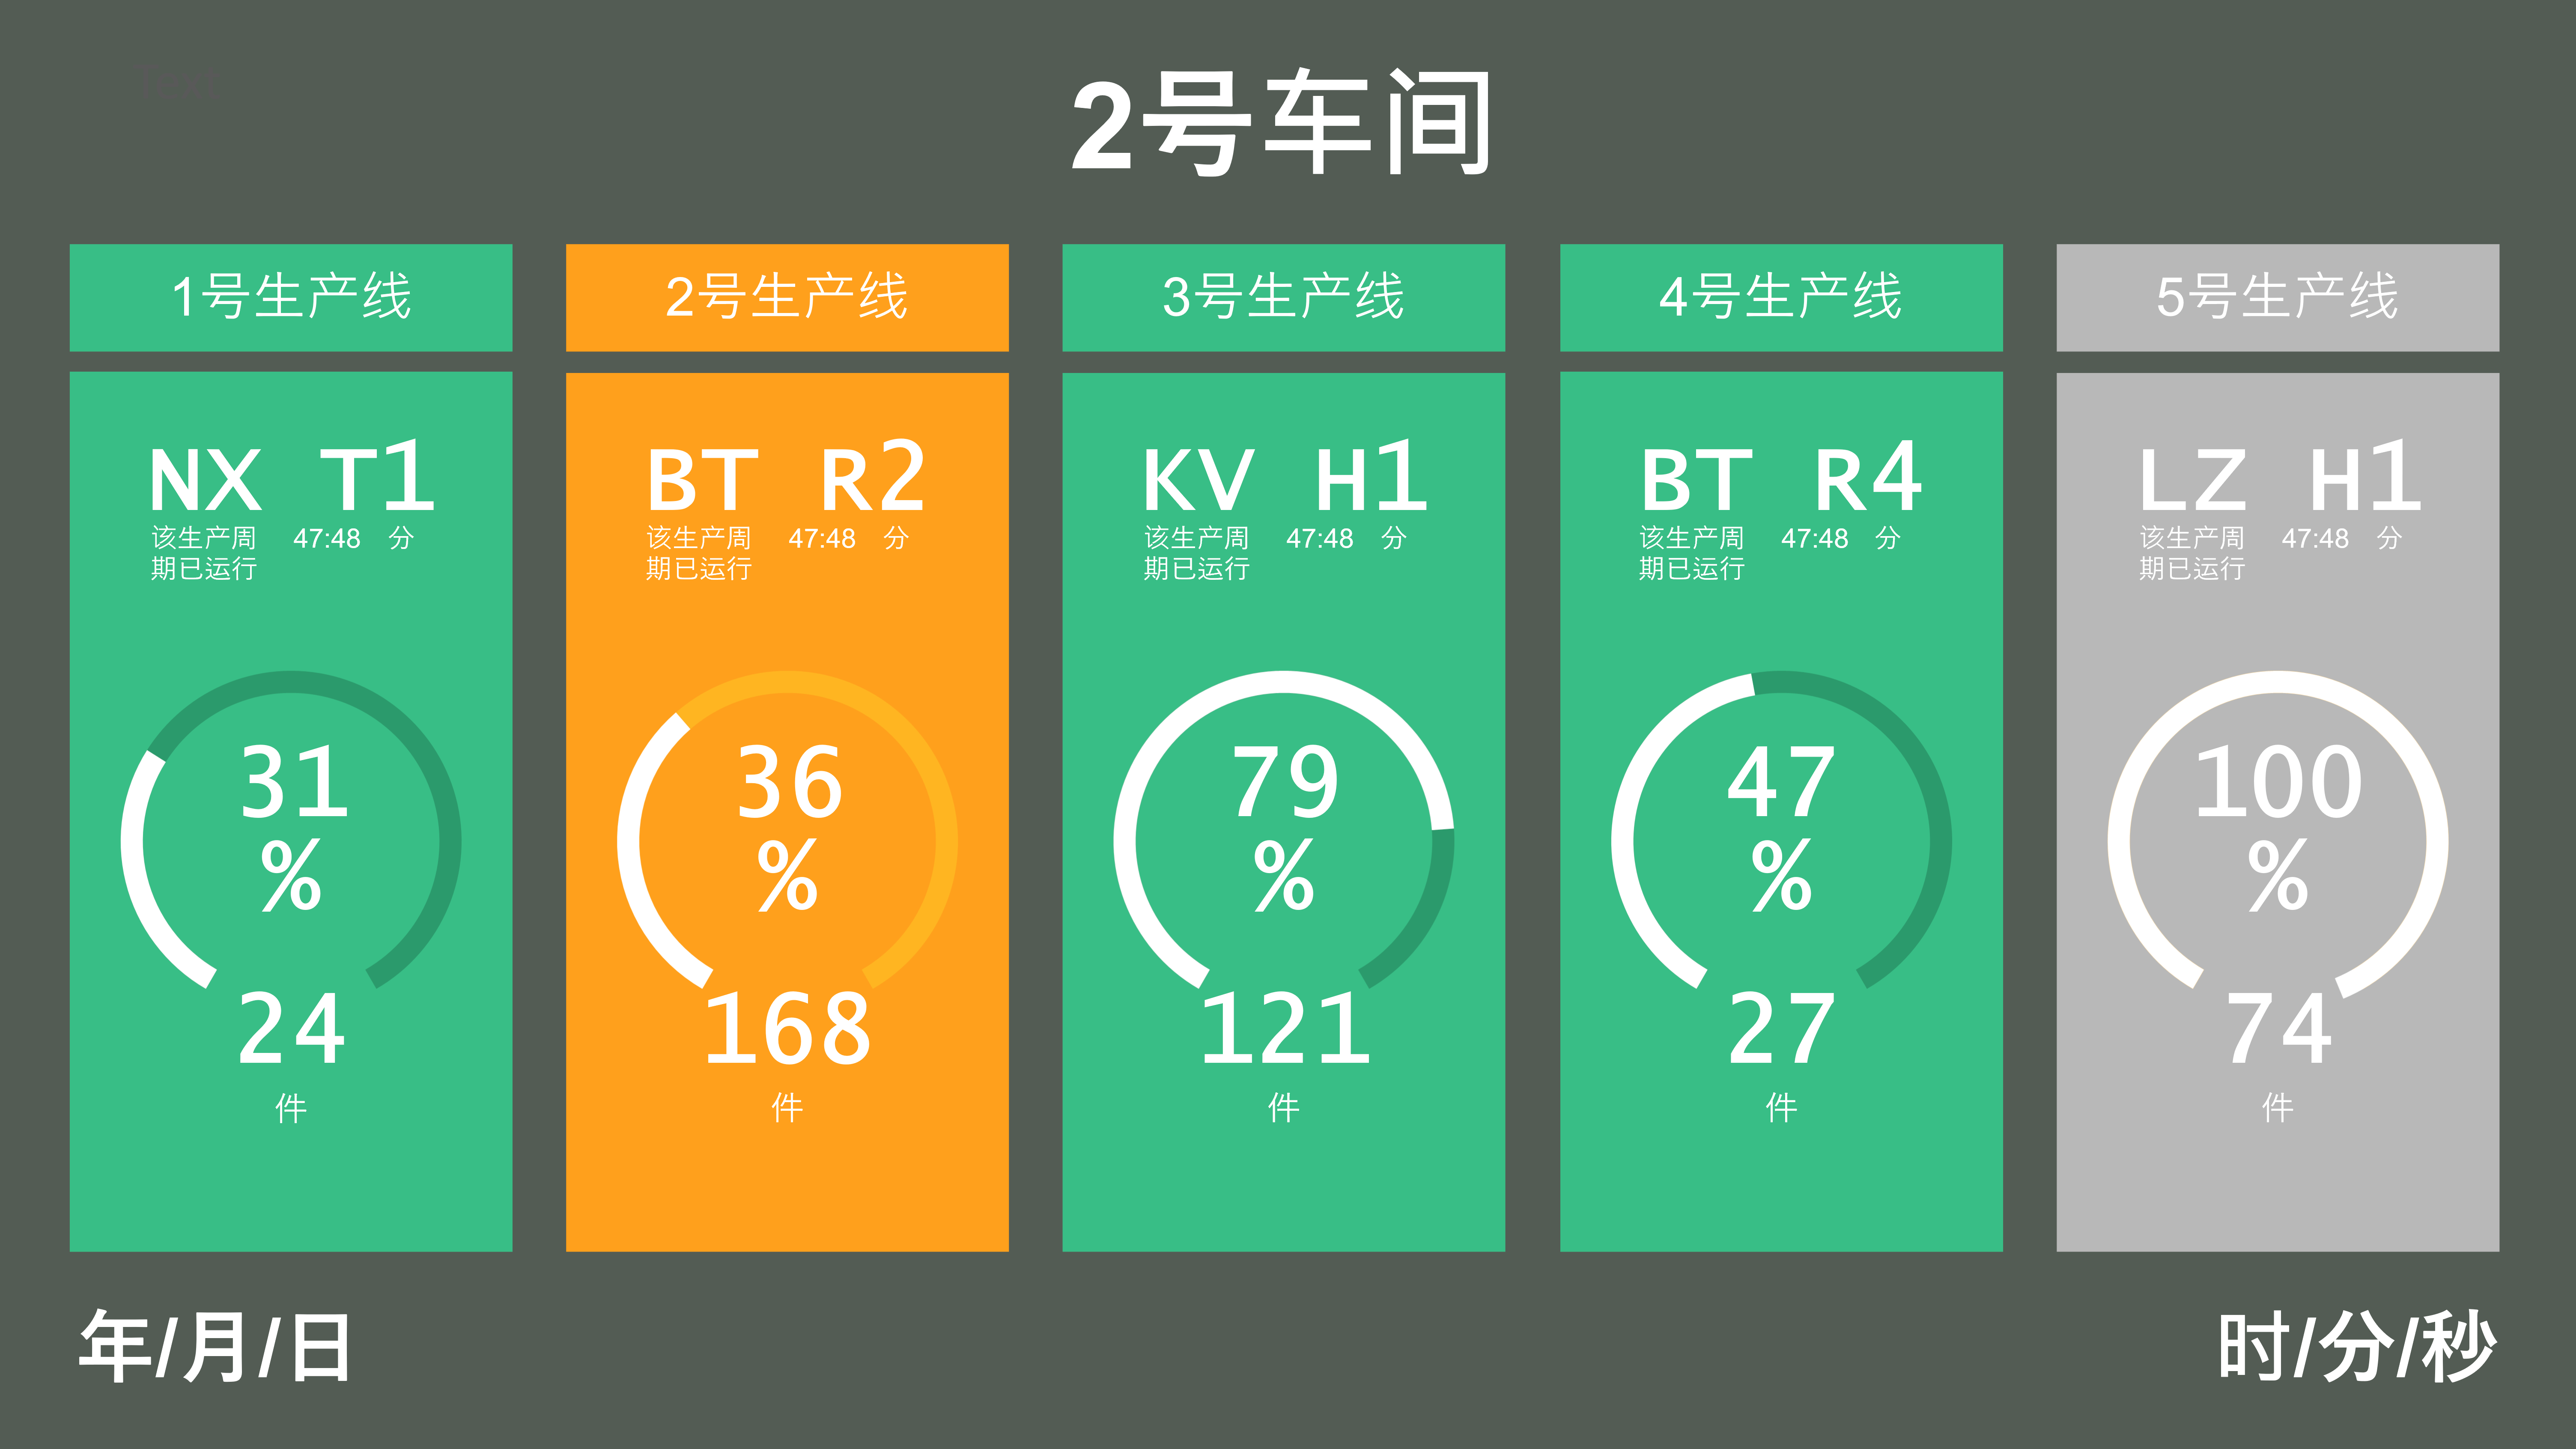 Text
2号车间
1号生产线
2号生产线
3号生产线
4号生产线
5号生产线
NX T1
该生产周
期已运行
47:48 分
31
%
24
件
BT R2
该生产周
期已运行
47:48 分
36
%
168
件
KV H1
该生产周
期已运行
47:48 分
79
%
121
件
BT R4
该生产周
期已运行
47:48 分
47
%
27
件
LZ H1
该生产周
期已运行
47:48 分
100
%
74
件
年/月/日
时/分/秒